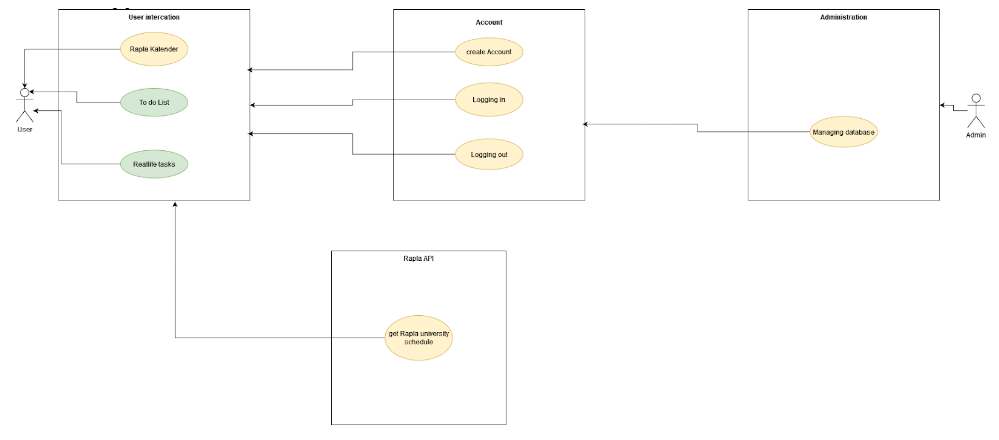 User intercation
Account
Administration
Rapla Kalender
create Account
To do List
Logging in
User
Admin
Managing database
Logging out
Reallife tasks
Rapla API
get Rapla university
schedule